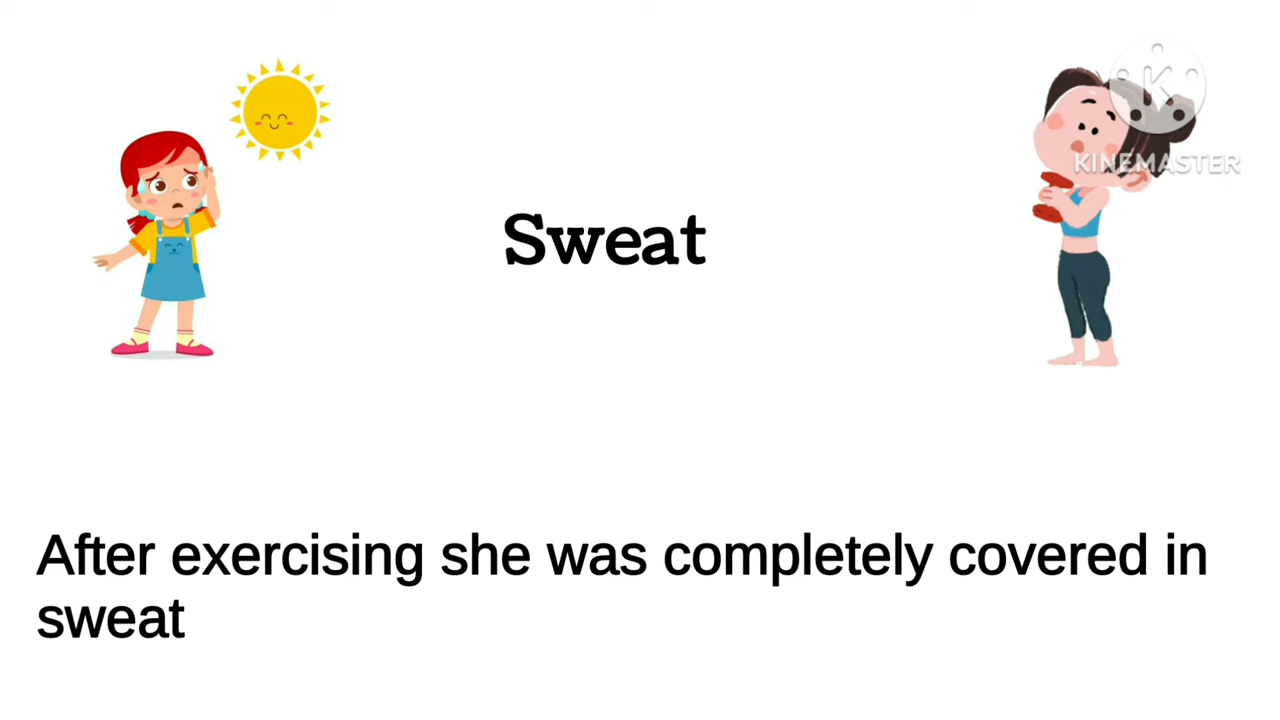 K
KINEMASTER
Sweat
After exercising she was completely covered in
sweat